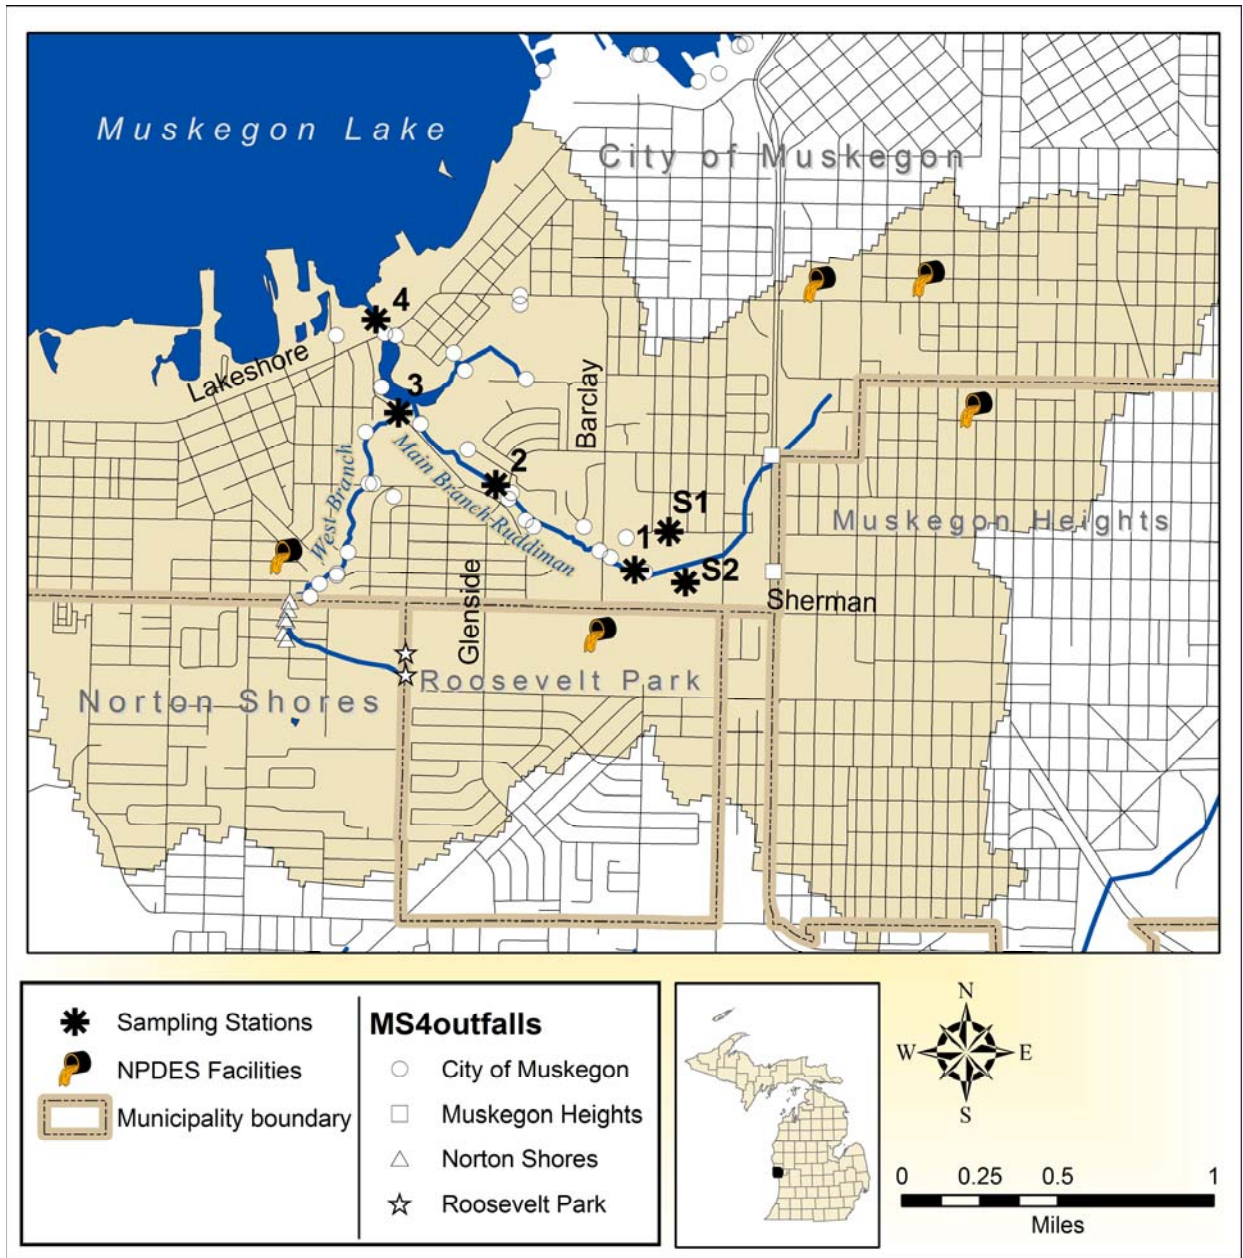 Muskegon Lake
City of Muskegon
4
Lakeshore
3
Barclay
West-Branch
Main Branch-Ruddiman
2
S1
Muskegon Heights
1
S2
Glenside
Sherman
Roosevelt Park
Norton Shores
Sampling Stations
NPDES Facilities
Municipality boundary
MS4outfalls
City of Muskegon
Muskegon Heights
Norton Shores
Roosevelt Park
N
W E
S
0 0.25 0.5 1
Miles